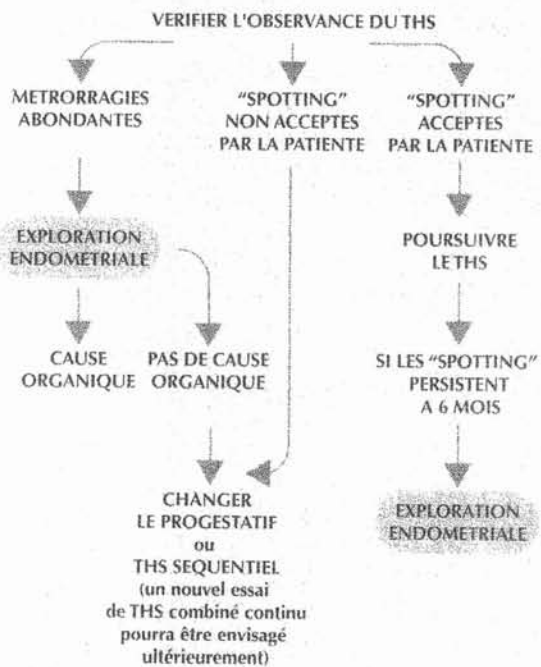 VERIFIER L'OBSERVANCE DU THS
METRORRAGIES
ABONDANTES
"SPOTTING"
NON ACCEPTES
PAR LA PATIENTE
"SPOTTING"
ACCEPTES
PAR LA PATIENTE
EXPLORATION
ENDOMETRIALE
POURSUIVRE
LE THS
CAUSE
ORGANIQUE
PAS DE CAUSE
ORGANIQUE
SI LES "SPOTTING"
PERSISTENT
A 6 MOIS
CHANGER
LE PROGESTATIF
ou
THS SEQUENTIEL
(un nouvel essai
de THS combiné continu
pourra être envisagé
ultérieurement)
EXPLORATION
ENDOMETRIALE